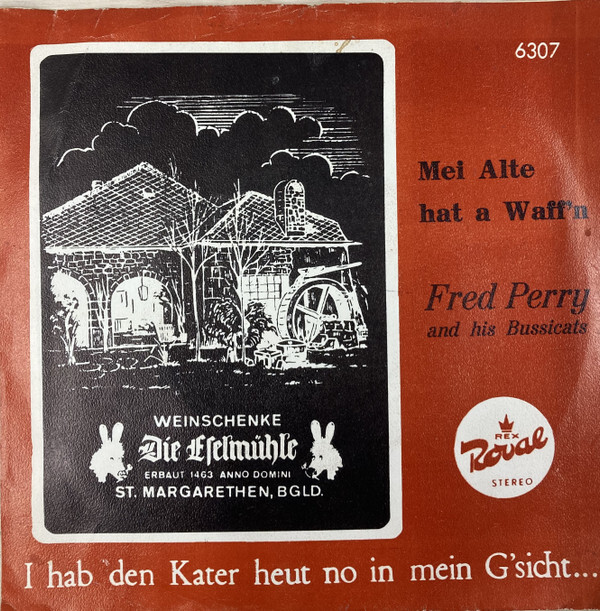 6307
Mei Alte
hat a Waff'n
Fred Perry
and his Bussicats
WEINSCHENKE
Die Eselmühle
ERBAUT 1463 ANNO DOMINI
ST. MARGARETHEN, BGLD.
REX
Royal
STEREO
I hab den Kater heut no in mein G'sicht...